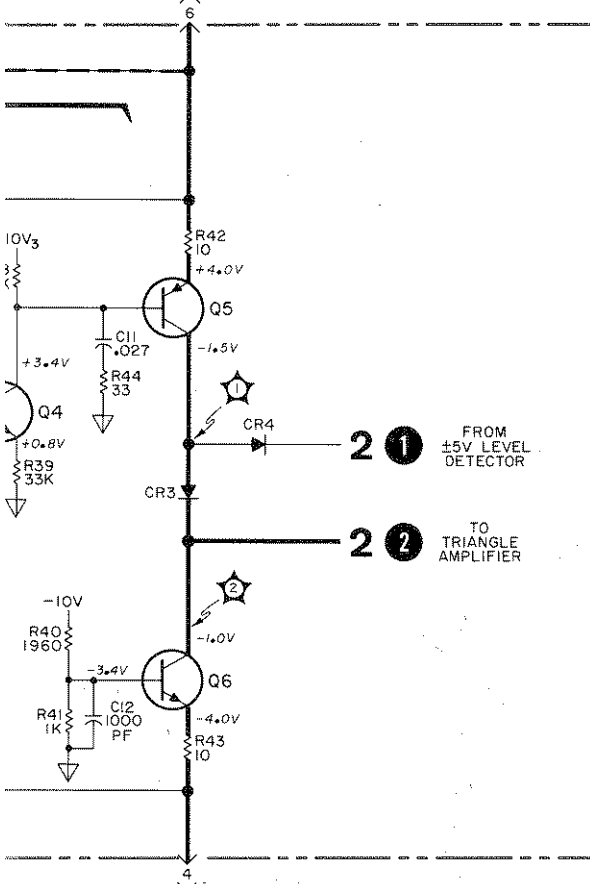 6
R42
10
10V3
+4.0V
Q5
C11
.027
-1.5V
+3.4V
R44
33
1
Q4
CR4
2 1
FROM
±5V LEVEL
DETECTOR
+0.8V
R39
33K
CR3
2 2
TO
TRIANGLE
AMPLIFIER
-10V
2
R40
1960
-1.0V
-3.4V
Q6
R41
1K
C12
1000
PF
-4.0V
R43
10
4